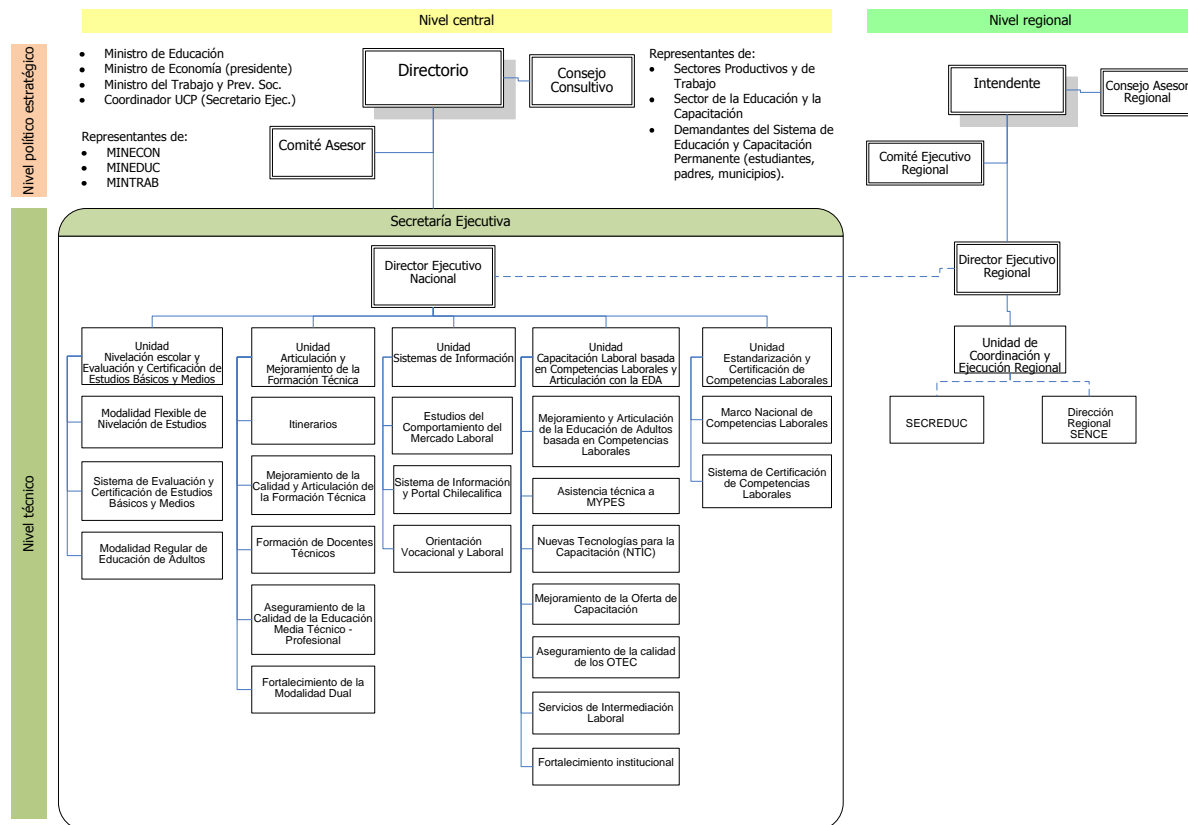 Nivel central
Nivel regional
Nivel político estratégico
• Ministro de Educación
• Ministro de Economía (presidente)
• Ministro del Trabajo y Prev. Soc.
• Coordinador UCP (Secretario Ejec.)
Representantes de:
• MINECON
• MINEDUC
• MINTRAB
Directorio
Consejo
Consultivo
Comité Asesor
Representantes de:
• Sectores Productivos y de
Trabajo
• Sector de la Educación y la
Capacitación
• Demandantes del Sistema de
Educación y Capacitación
Permanente (estudiantes,
padres, municipios).
Intendente
Consejo Asesor
Regional
Comité Ejecutivo
Regional
Nivel técnico
Secretaría Ejecutiva
Director Ejecutivo
Nacional
Director Ejecutivo
Regional
Unidad
Nivelación escolar y
Evaluación y Certificación de
Estudios Básicos y Medios
Modalidad Flexible de
Nivelación de Estudios
Sistema de Evaluación y
Certificación de Estudios
Básicos y Medios
Modalidad Regular de
Educación de Adultos
Unidad
Articulación y
Mejoramiento de la
Formación Técnica
Itinerarios
Mejoramiento de la
Calidad y Articulación de
la Formación Técnica
Formación de Docentes
Técnicos
Aseguramiento de la
Calidad de la Educación
Media Técnico -
Profesional
Fortalecimiento de la
Modalidad Dual
Unidad
Sistemas de Información
Estudios del
Comportamiento del
Mercado Laboral
Sistema de Información
y Portal Chilecalifica
Orientación
Vocacional y Laboral
Unidad
Capacitación Laboral basada
en Competencias Laborales y
Articulación con la EDA
Mejoramiento y Articulación
de la Educación de Adultos
basada en Competencias
Laborales
Asistencia técnica a
MYPES
Nuevas Tecnologías para la
Capacitación (NTIC)
Mejoramiento de la Oferta de
Capacitación
Aseguramiento de la calidad
de los OTEC
Servicios de Intermediación
Laboral
Fortalecimiento institucional
Unidad
Estandarización y
Certificación de
Competencias Laborales
Marco Nacional de
Competencias Laborales
Sistema de Certificación
de Competencias
Laborales
Unidad de
Coordinación y
Ejecución Regional
SECREDUC
Dirección
Regional
SENCE